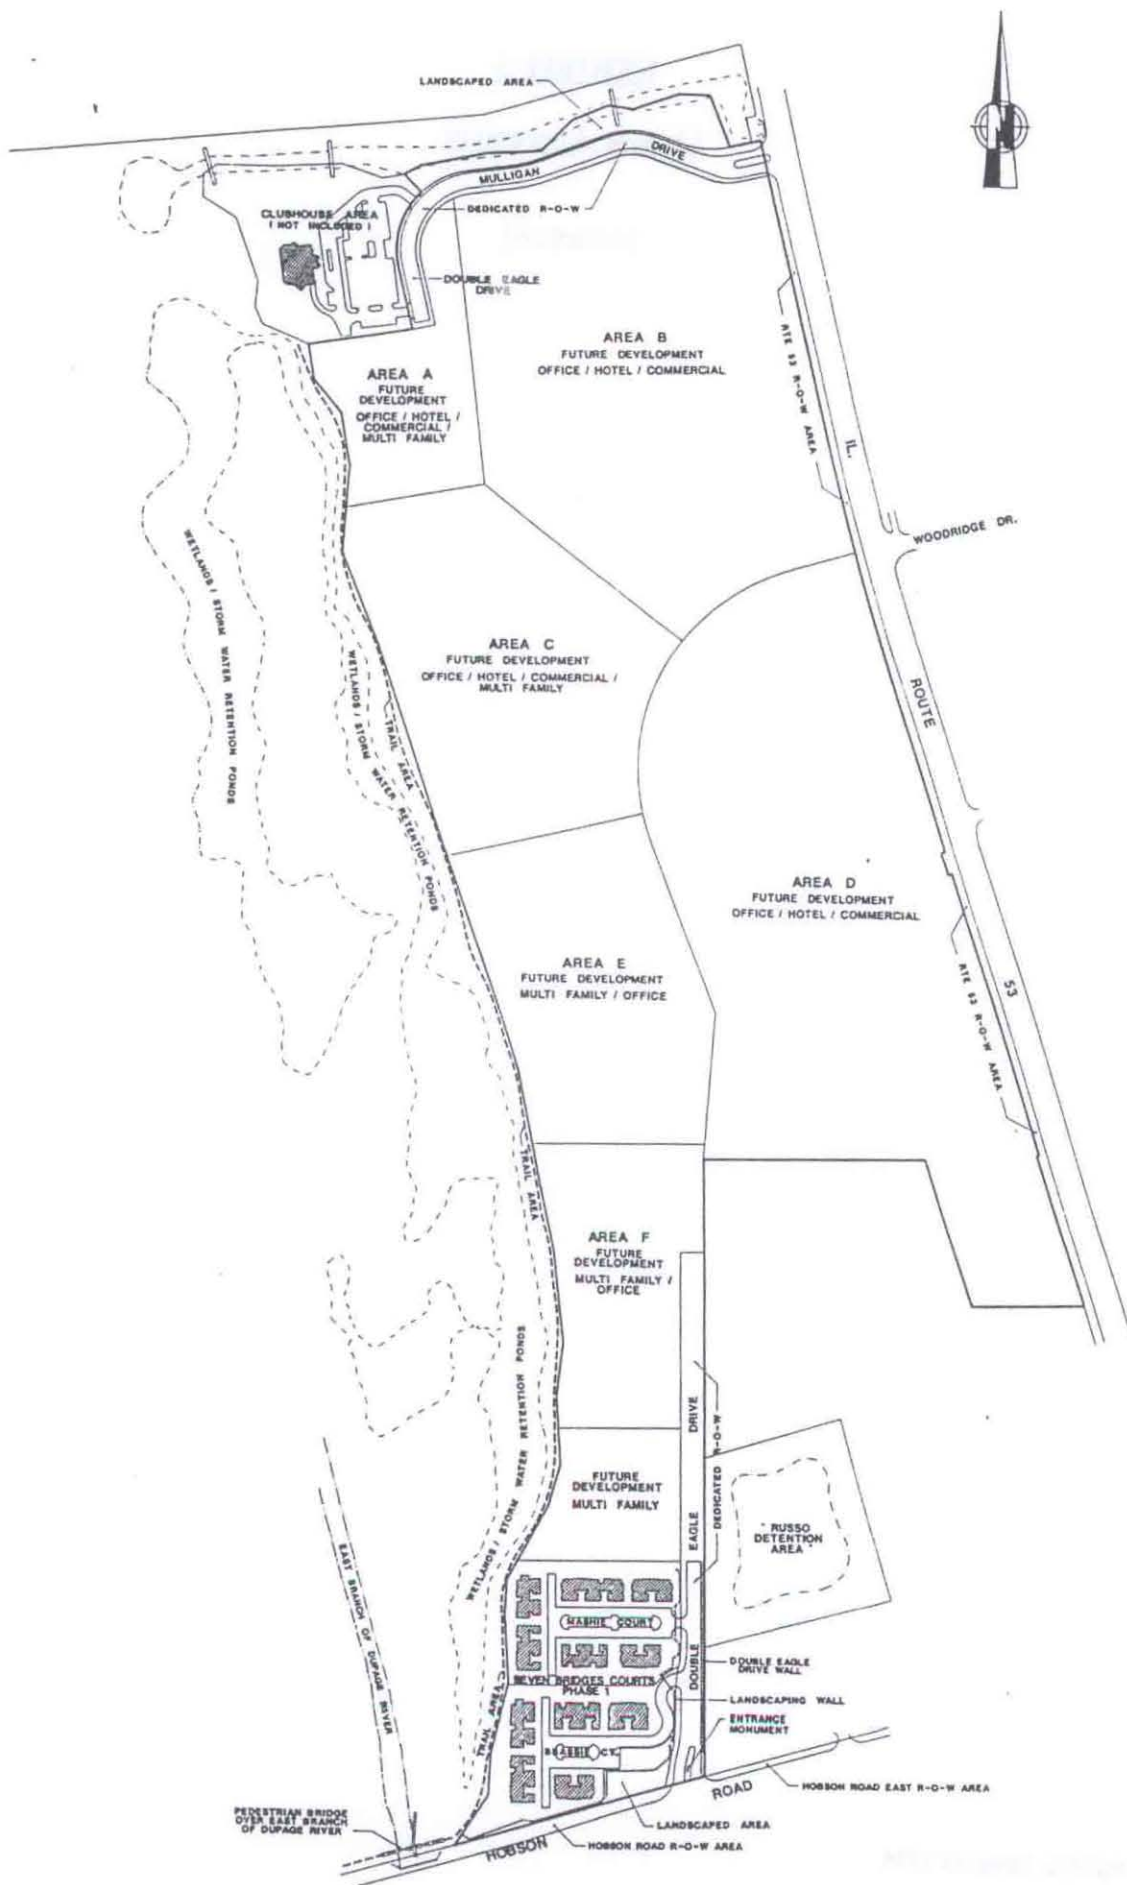 LANDSCAPED AREA
MULLIGAN
DRIVE
CLUBHOUSE AREA
( NOT INCLUDED )
DEDICATED R-O-W
DOUBLE EAGLE
DRIVE
AREA A
FUTURE
DEVELOPMENT
OFFICE / HOTEL /
COMMERCIAL /
MULTI FAMILY
AREA B
FUTURE DEVELOPMENT
OFFICE / HOTEL / COMMERCIAL
RTE 53 R-O-W AREA
IL.
WOODRIDGE DR.
WETLANDS / STORM WATER RETENTION PONDS
WETLANDS / STORM WATER RETENTION PONDS
TRAIL AREA
AREA C
FUTURE DEVELOPMENT
OFFICE / HOTEL / COMMERCIAL /
MULTI FAMILY
ROUTE
AREA D
FUTURE DEVELOPMENT
OFFICE / HOTEL / COMMERCIAL
AREA E
FUTURE DEVELOPMENT
MULTI FAMILY / OFFICE
53
RTE 53 R-O-W AREA
TRAIL AREA
AREA F
FUTURE
DEVELOPMENT
MULTI FAMILY /
OFFICE
WETLANDS / STORM WATER RETENTION PONDS
DRIVE
DEDICATED R-O-W
FUTURE
DEVELOPMENT
MULTI FAMILY
EAGLE
"RUSSO
DETENTION
AREA"
EAST BRANCH OF DUPAGE RIVER
MASHIE COURT
DOUBLE
DOUBLE EAGLE
DRIVE WALL
SEVEN BRIDGES COURTS
PHASE 1
LANDSCAPING WALL
TRAIL AREA
ENTRANCE
MONUMENT
BRASSIE CT.
ROAD
HOBSON ROAD EAST R-O-W AREA
PEDESTRIAN BRIDGE
OVER EAST BRANCH
OF DUPAGE RIVER
LANDSCAPED AREA
HOBSON
HOBSON ROAD R-O-W AREA